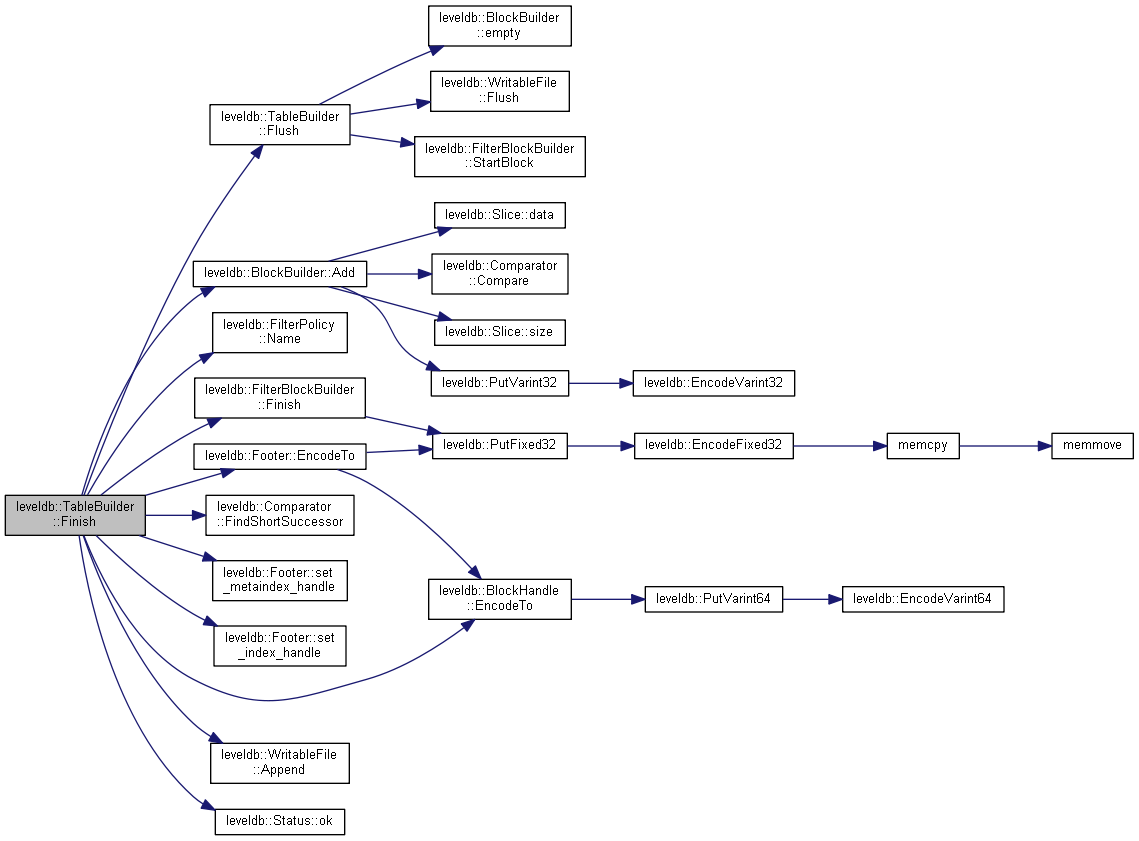 leveldb::BlockBuilder
::empty
leveldb::WritableFile
::Flush
leveldb::TableBuilder
::Flush
leveldb::FilterBlockBuilder
::StartBlock
leveldb::Slice::data
leveldb::BlockBuilder::Add
leveldb::Comparator
::Compare
leveldb::FilterPolicy
::Name
leveldb::Slice::size
leveldb::PutVarint32
leveldb::EncodeVarint32
leveldb::FilterBlockBuilder
::Finish
leveldb::PutFixed32
leveldb::EncodeFixed32
memcpy
memmove
leveldb::Footer::EncodeTo
leveldb::TableBuilder
::Finish
leveldb::Comparator
::FindShortSuccessor
leveldb::Footer::set
_metaindex_handle
leveldb::BlockHandle
::EncodeTo
leveldb::PutVarint64
leveldb::EncodeVarint64
leveldb::Footer::set
_index_handle
leveldb::WritableFile
::Append
leveldb::Status::ok